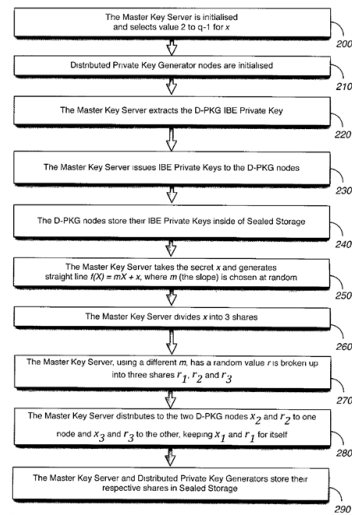 The Master Key Server is initialised
and selects value 2 to q-1 for x
200
Distributed Private Key Generator nodes are initialised
210
The Master Key Server extracts the D-PKG IBE Private Key
220
The Master Key Server issues IBE Private Keys to the D-PKG nodes
230
The D-PKG nodes store their IBE Private Keys inside of Sealed Storage
240
The Master Key Server takes the secret x and generates
straight line f(X) = mX + x, where m (the slope) is chosen at random
250
The Master Key Server divides x into 3 shares
260
The Master Key Server, using a different m, has a random value r is broken up
into three shares r1, r2 and r3
270
The Master Key Server distributes to the two D-PKG nodes x2 and r2 to one
node and x3 and r3 to the other, keeping x1 and r1 for itself
280
The Master Key Server and Distributed Private Key Generators store their
respective shares in Sealed Storage
290